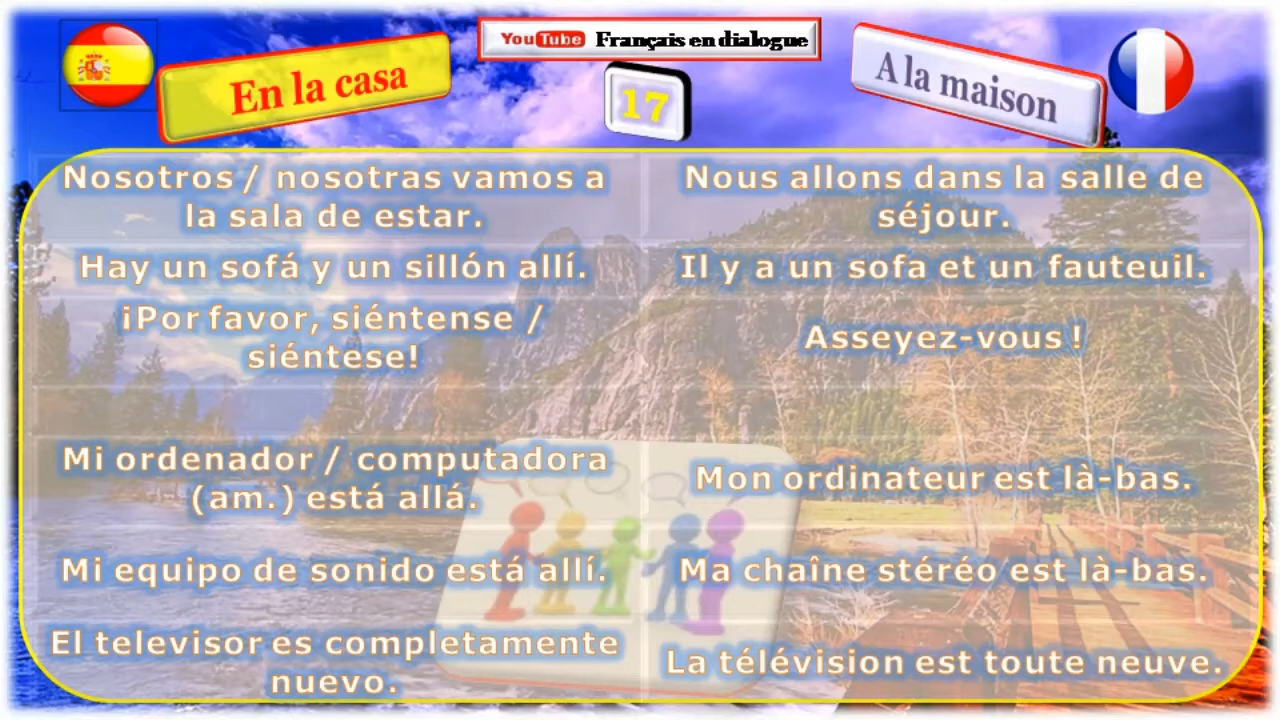 YouTube Français en dialogue
En la casa
17
A la maison
Nosotros / nosotras vamos a
la sala de estar.
Nous allons dans la salle de
séjour.
Hay un sofá y un sillón allí.
Il y a un sofa et un fauteuil.
¡Por favor, siéntense /
siéntese!
Asseyez-vous !
Mi ordenador / computadora
(am.) está allá.
Mon ordinateur est là-bas.
Mi equipo de sonido está allí.
Ma chaîne stéréo est là-bas.
El televisor es completamente
nuevo.
La télévision est toute neuve.